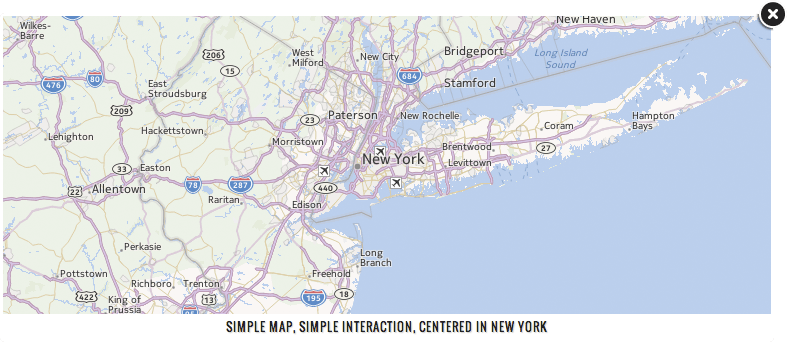 New Haven
Wilkes-
Barre
206
West
Milford
New City
Bridgeport
Long Island
Sound
15
684
476
80
East
Stroudsburg
Stamford
209
Paterson
New Rochelle
Hampton
Bays
23
Coram
Hackettstown
Lehighton
Morristown
Brentwood
27
New York
Levittown
33
Easton
22
Allentown
78
287
440
Raritan
Edison
Perkasie
Long
Branch
Pottstown
Freehold
Richboro
Trenton
422
King of
Prussia
13
195
18
95
SIMPLE MAP, SIMPLE INTERACTION, CENTERED IN NEW YORK